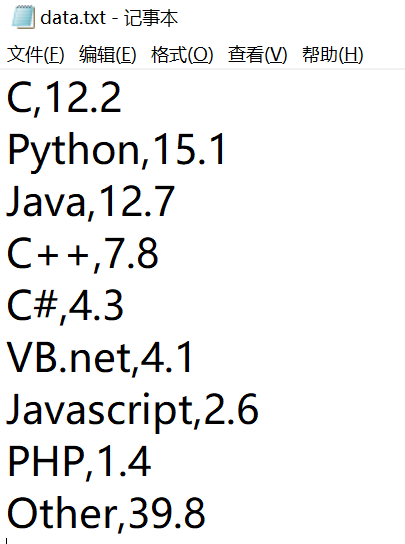 data.txt - 记事本
文件(F) 编辑(E) 格式(O) 查看(V) 帮助(H)
C,12.2
Python,15.1
Java,12.7
C++,7.8
C#,4.3
VB.net,4.1
Javascript,2.6
PHP,1.4
Other,39.8